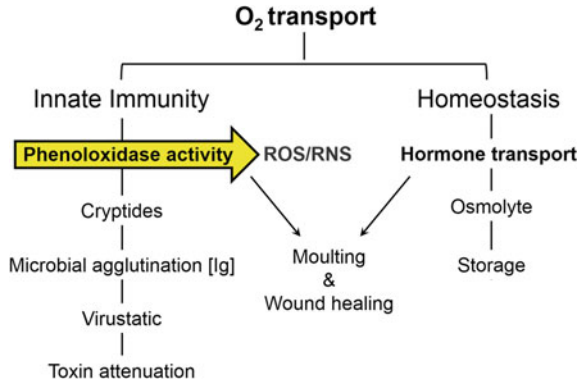 O₂ transport
Innate Immunity
Homeostasis
Phenoloxidase activity
ROS/RNS
Hormone transport
Cryptides
Osmolyte
Microbial agglutination [Ig]
Moulting
&
Wound healing
Storage
Virustatic
Toxin attenuation